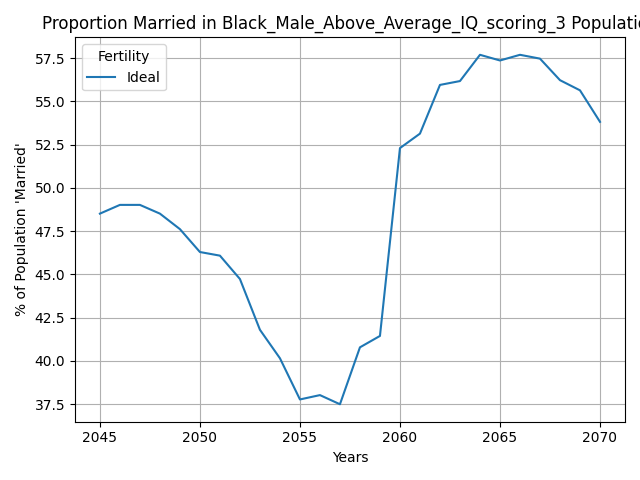 Proportion Married in Black_Male_Above_Average_IQ_scoring_3 Populatio
Fertility
Ideal
% of Population 'Married'
57.5
55.0
52.5
50.0
47.5
45.0
42.5
40.0
37.5
2045 2050 2055 2060 2065 2070
Years